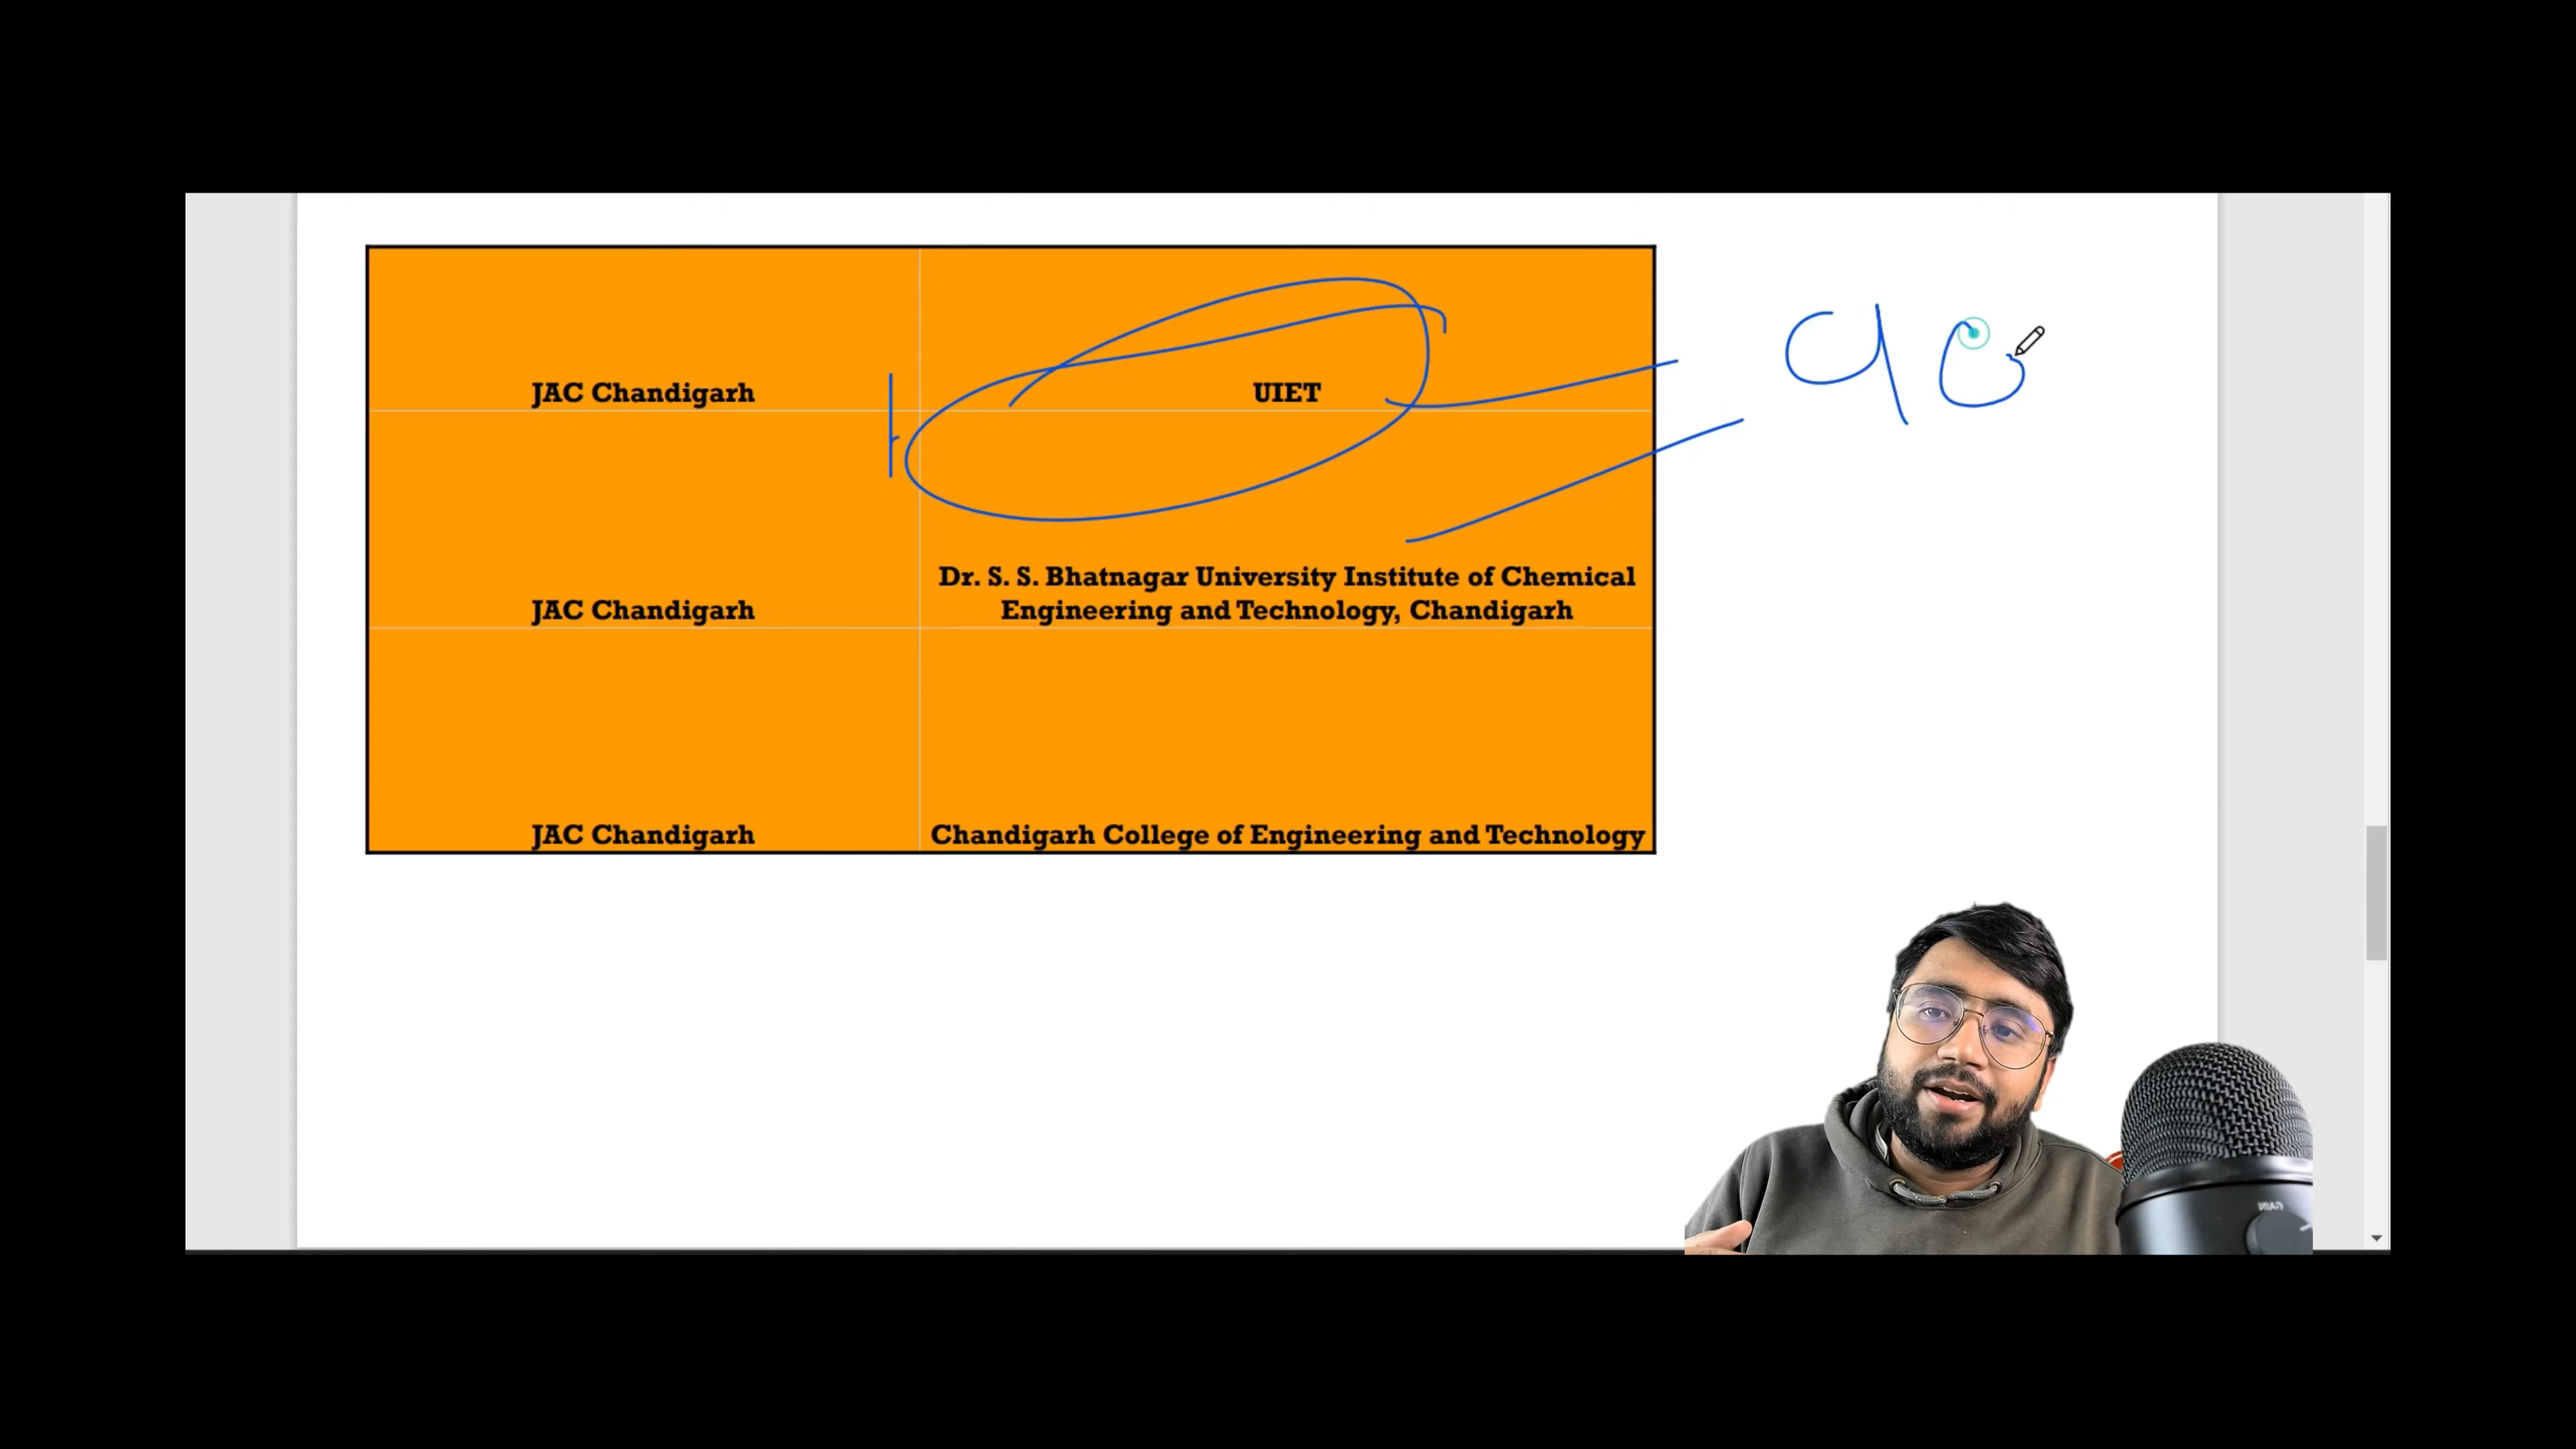 JAC Chandigarh
UIET
90
JAC Chandigarh
Dr. S. S. Bhatnagar University Institute of Chemical
Engineering and Technology, Chandigarh
JAC Chandigarh
Chandigarh College of Engineering and Technology
GAIN